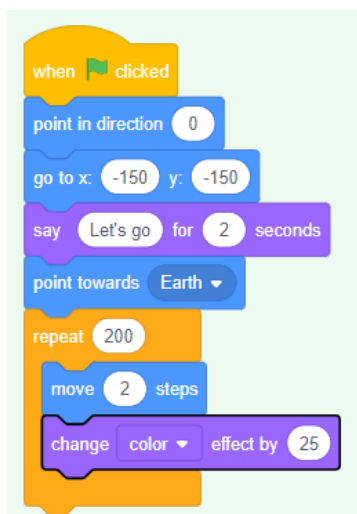 when clicked
point in direction 0
go to x: -150 y: -150
say Let's go for 2 seconds
point towards Earth
repeat 200
move 2 steps
change color effect by 25